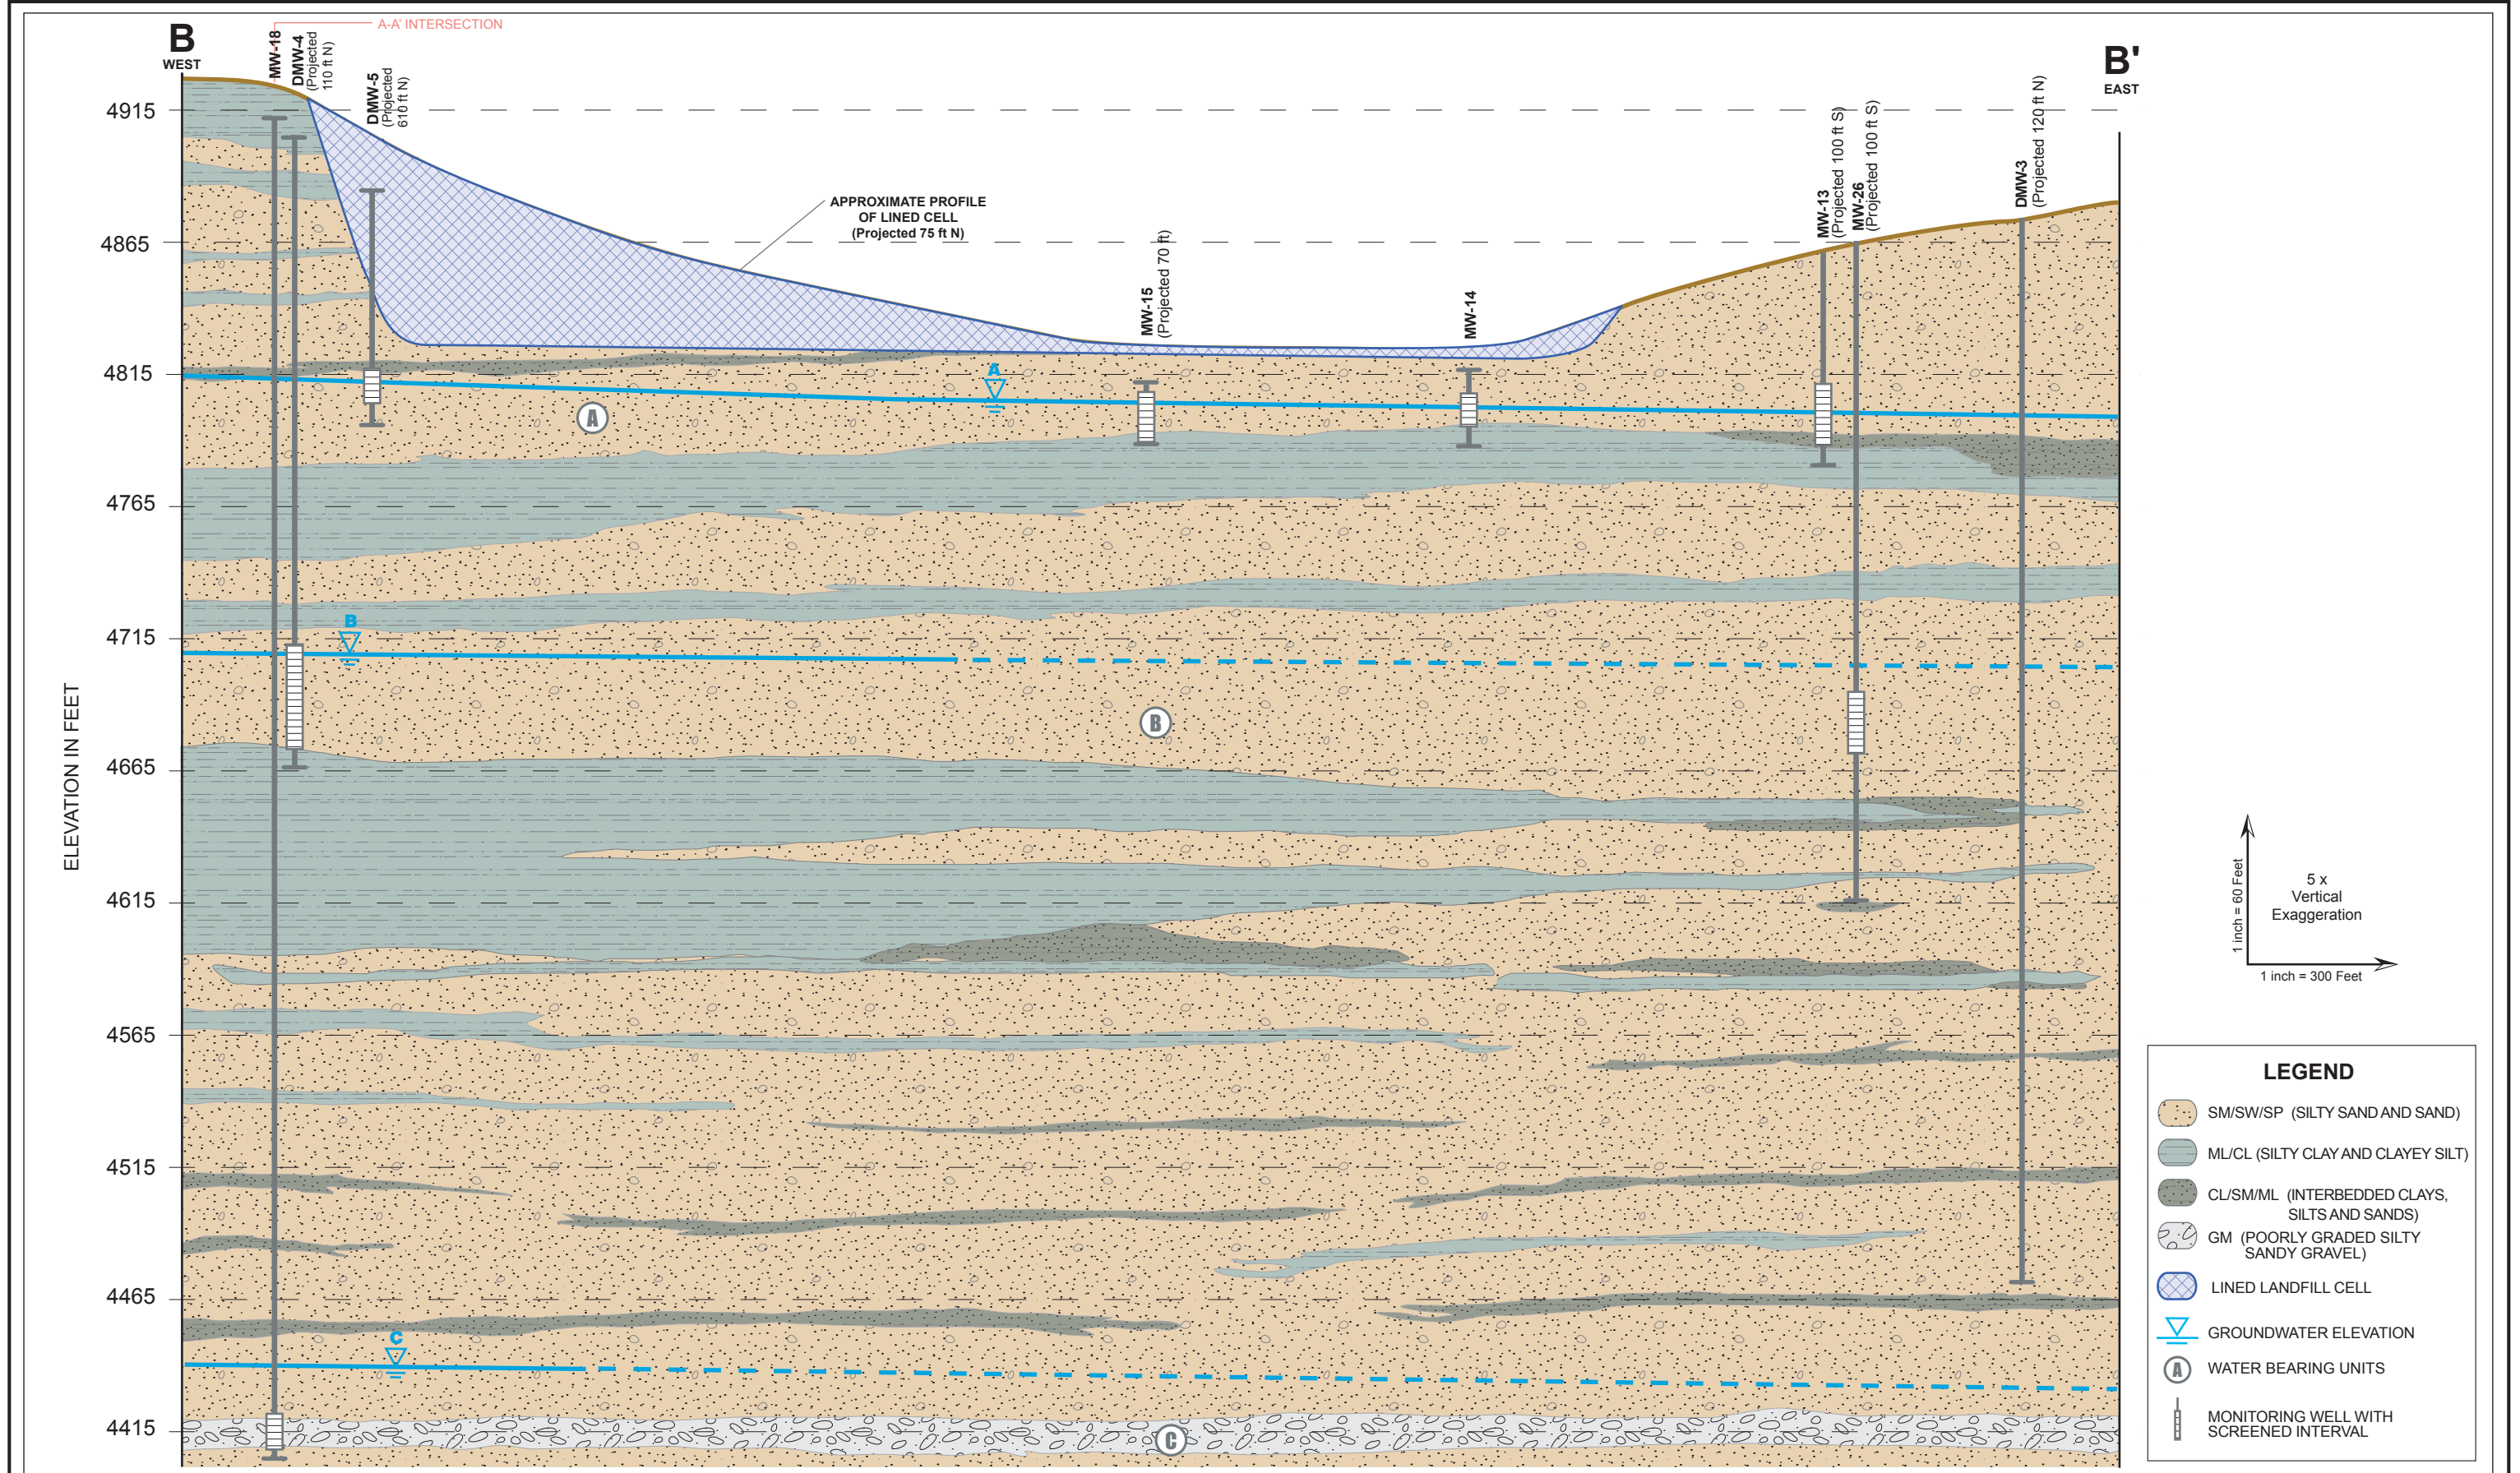 A-A' INTERSECTION
B
WEST
MW-18
DMW-4
(Projected
110 ft N)
DMW-5
(Projected
610 ft N)
B'
EAST
APPROXIMATE PROFILE
OF LINED CELL
(Projected 75 ft N)
MW-15
(Projected 70 ft)
MW-14
MW-13
(Projected 100 ft S)
MW-26
(Projected 100 ft S)
DMW-3
(Projected 120 ft N)
ELEVATION IN FEET
4915
4865
4815
4765
4715
4665
4615
4565
4515
4465
4415
A
A
B
B
C
C
1 inch = 60 Feet
5 x
Vertical
Exaggeration
1 inch = 300 Feet
LEGEND
SM/SW/SP (SILTY SAND AND SAND)
ML/CL (SILTY CLAY AND CLAYEY SILT)
CL/SM/ML (INTERBEDDED CLAYS,
SILTS AND SANDS)
GM (POORLY GRADED SILTY
SANDY GRAVEL)
LINED LANDFILL CELL
GROUNDWATER ELEVATION
A
WATER BEARING UNITS
MONITORING WELL WITH
SCREENED INTERVAL